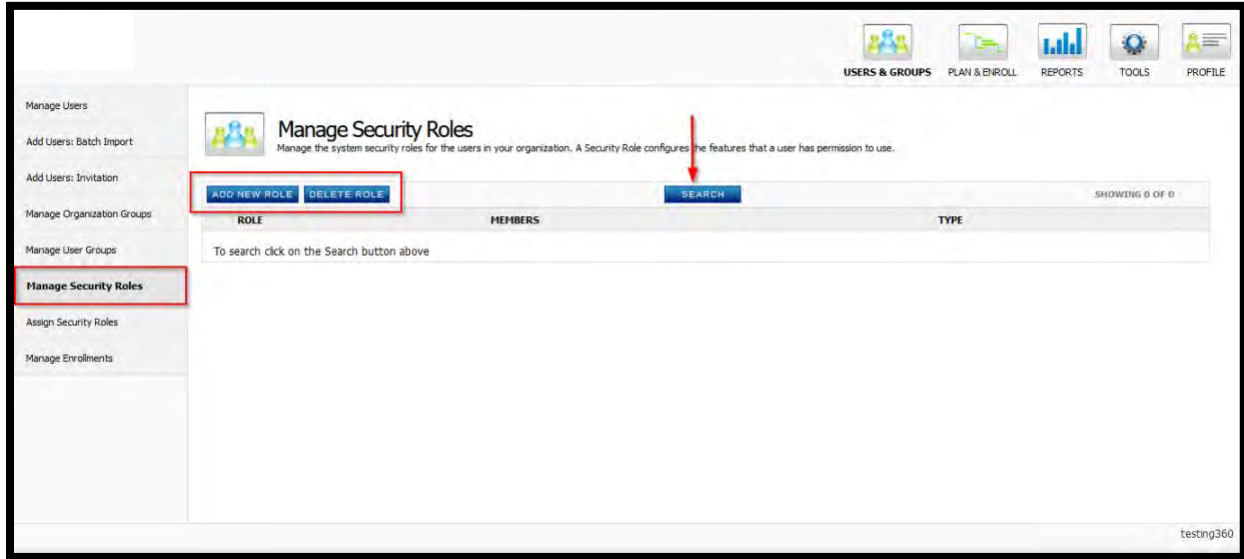 USERS & GROUPS PLAN & ENROLL REPORTS TOOLS PROFILE
Manage Users
Add Users: Batch Import
Add Users: Invitation
Manage Organization Groups
Manage User Groups
Manage Security Roles
Assign Security Roles
Manage Enrollments
Manage Security Roles
Manage the system security roles for the users in your organization. A Security Role configures the features that a user has permission to use.
ADD NEW ROLE DELETE ROLE SEARCH SHOWING 0 OF 0
ROLE MEMBERS TYPE
To search click on the Search button above
testing360